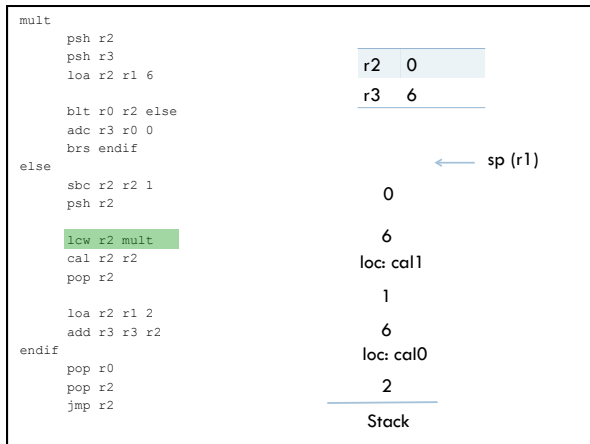 mult
psh r2
psh r3
loa r2 r1 6
blt r0 r2 else
adc r3 r0 0
brs endif
else
sbc r2 r2 1
psh r2
lcw r2 mult
cal r2 r2
pop r2
loa r2 r1 2
add r3 r3 r2
endif
pop r0
pop r2
jmp r2
r2 0
r3 6
sp (r1)
0
6
loc: cal1
1
6
loc: cal0
2
Stack